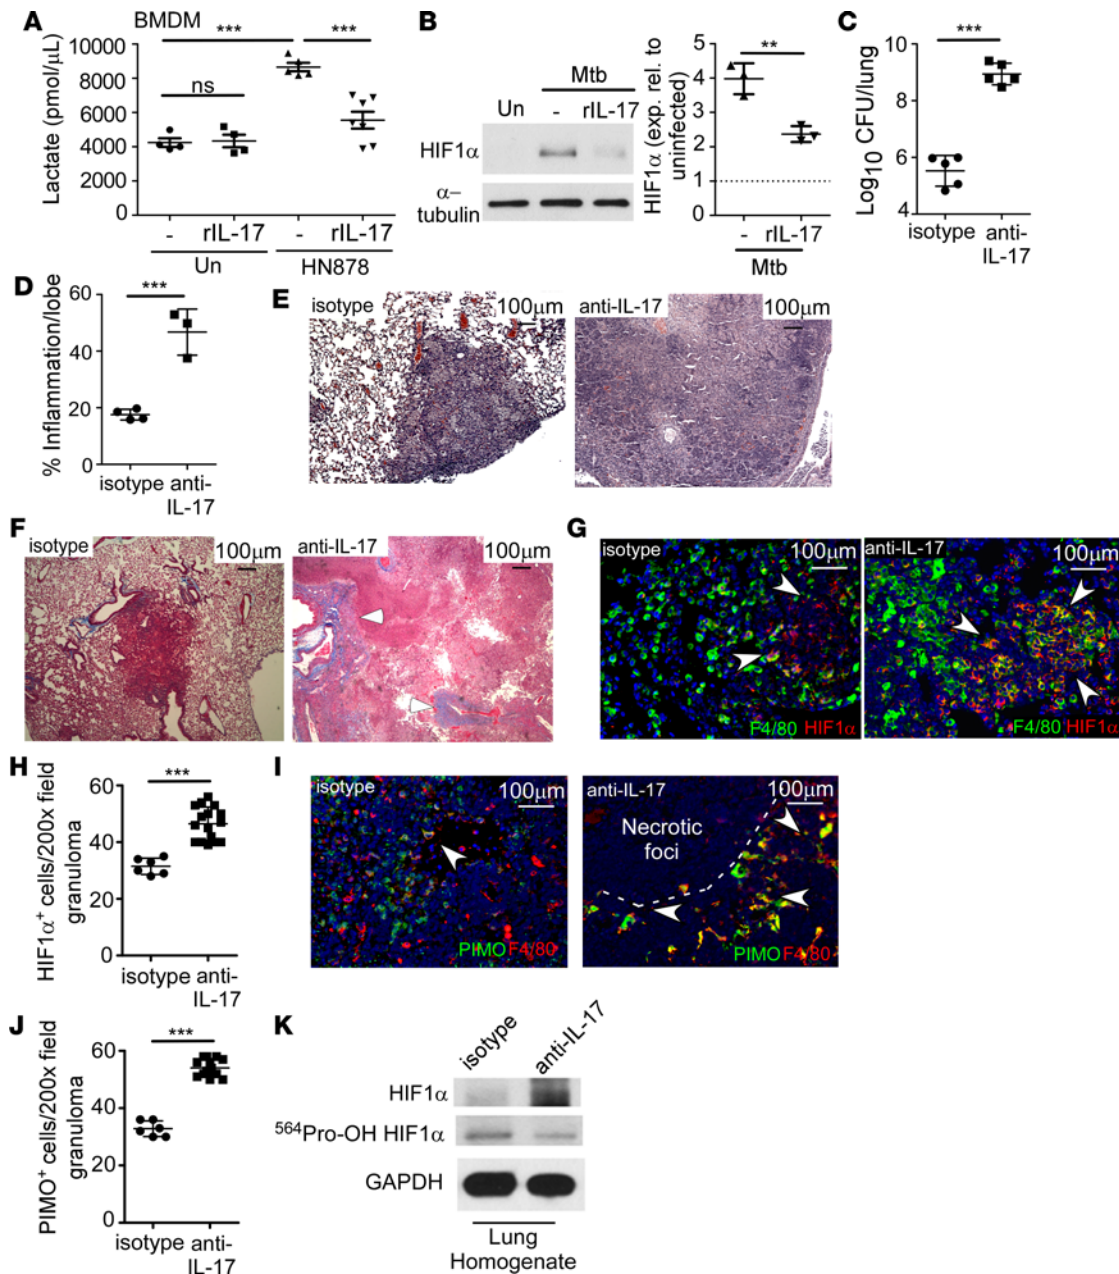 A
BMDM
***
***
ns
Lactate (pmol/μL)
10000
8000
6000
4000
2000
0
- rIL-17 - rIL-17
Un HN878
B
Mtb
Un - rIL-17
HIF1α
α–
tubulin
HIF1α (exp. rel. to
uninfected)
**
5
4
3
2
1
0
- rIL-17
Mtb
C
***
Log10 CFU/lung
10
8
6
4
isotype anti-
IL-17
D
***
% Inflammation/lobe
60
40
20
0
isotype anti-
IL-17
E
isotype 100μm
anti-IL-17 100μm
F
isotype 100μm
anti-IL-17 100μm
G
isotype 100μm
F4/80 HIF1α
anti-IL-17 100μm
F4/80 HIF1α
H
***
HIF1α+ cells/200x field
granuloma
60
40
20
0
isotype anti-
IL-17
I
isotype 100μm
PIMO F4/80
anti-IL-17 100μm
Necrotic
foci
PIMO F4/80
J
***
PIMO+ cells/200x field
granuloma
60
40
20
0
isotype anti-
IL-17
K
isotype anti-IL-17
HIF1α
564Pro-OH HIF1α
GAPDH
Lung
Homogenate